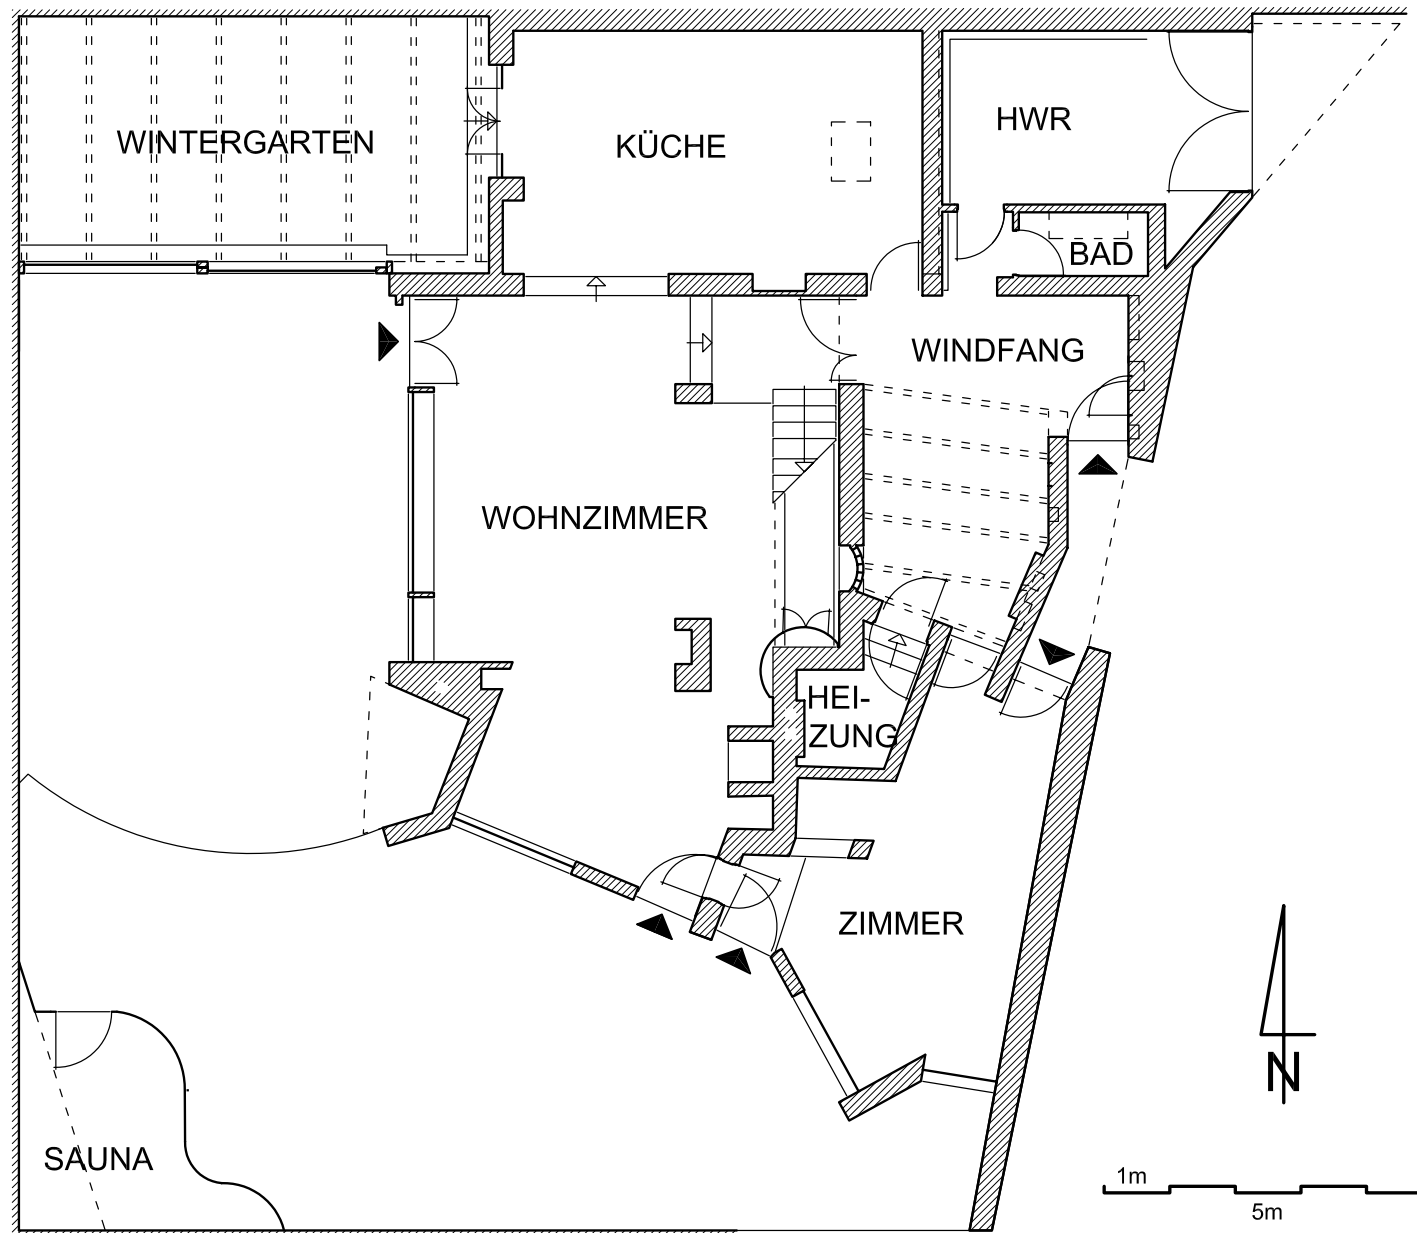 WINTERGARTEN
KÜCHE
HWR
BAD
WINDFANG
WOHNZIMMER
HEI-
ZUNG
ZIMMER
SAUNA
N
1m
5m